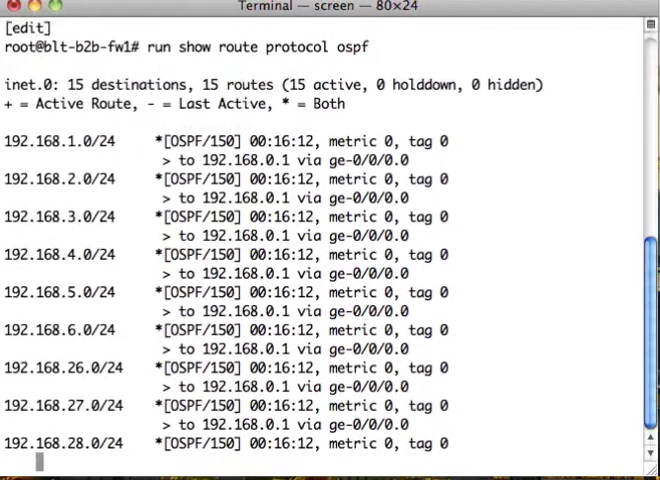 Terminal — screen — 80×24
[edit]
root@blt-b2b-fw1# run show route protocol ospf
inet.0: 15 destinations, 15 routes (15 active, 0 holddown, 0 hidden)
+ = Active Route, - = Last Active, * = Both
192.168.1.0/24     *[OSPF/150] 00:16:12, metric 0, tag 0
                    > to 192.168.0.1 via ge-0/0/0.0
192.168.2.0/24     *[OSPF/150] 00:16:12, metric 0, tag 0
                    > to 192.168.0.1 via ge-0/0/0.0
192.168.3.0/24     *[OSPF/150] 00:16:12, metric 0, tag 0
                    > to 192.168.0.1 via ge-0/0/0.0
192.168.4.0/24     *[OSPF/150] 00:16:12, metric 0, tag 0
                    > to 192.168.0.1 via ge-0/0/0.0
192.168.5.0/24     *[OSPF/150] 00:16:12, metric 0, tag 0
                    > to 192.168.0.1 via ge-0/0/0.0
192.168.6.0/24     *[OSPF/150] 00:16:12, metric 0, tag 0
                    > to 192.168.0.1 via ge-0/0/0.0
192.168.26.0/24    *[OSPF/150] 00:16:12, metric 0, tag 0
                    > to 192.168.0.1 via ge-0/0/0.0
192.168.27.0/24    *[OSPF/150] 00:16:12, metric 0, tag 0
                    > to 192.168.0.1 via ge-0/0/0.0
192.168.28.0/24    *[OSPF/150] 00:16:12, metric 0, tag 0